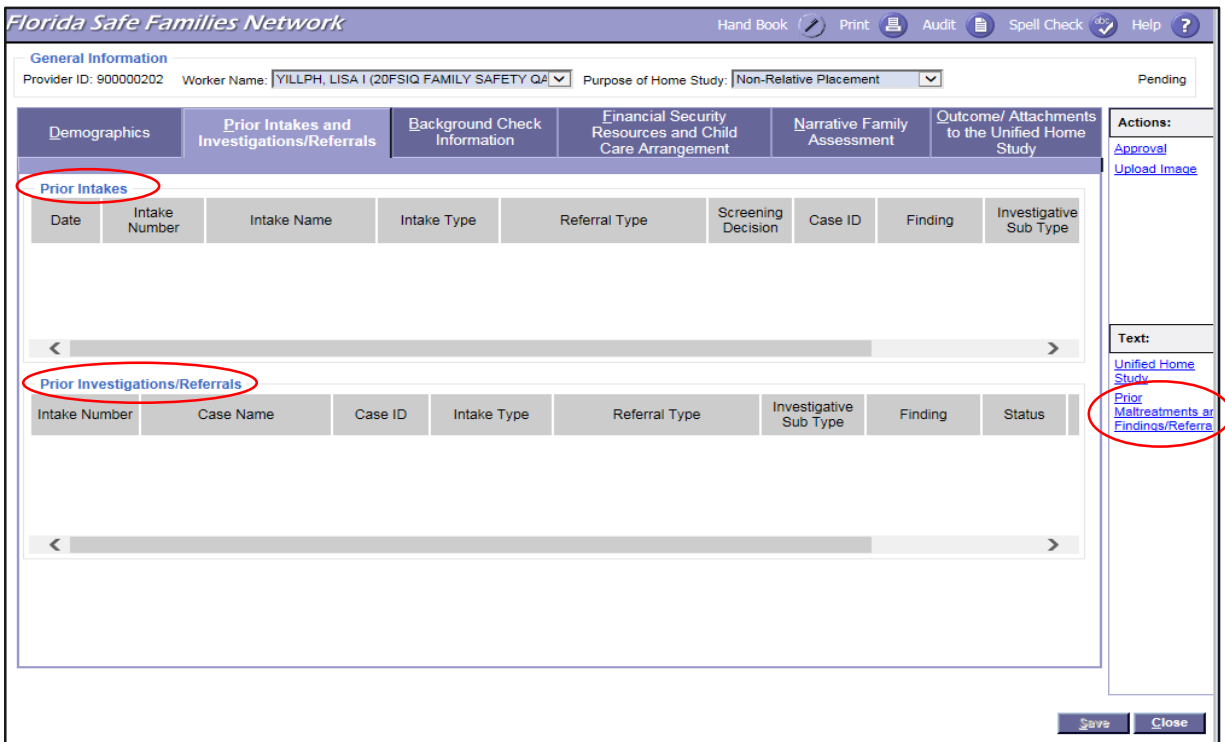 Florida Safe Families Network
Hand Book Print Audit Spell Check abc Help ?
General Information
Provider ID: 900000202 Worker Name: YILLPH, LISA I (20FSIQ FAMILY SAFETY QA Purpose of Home Study: Non-Relative Placement Pending
Demographics
Prior Intakes and
Investigations/Referrals
Background Check
Information
Financial Security
Resources and Child
Care Arrangement
Narrative Family
Assessment
Outcome/ Attachments
to the Unified Home
Study
Actions:
Approval
Upload Image
Prior Intakes
Date
Intake
Number
Intake Name
Intake Type
Referral Type
Screening
Decision
Case ID
Finding
Investigative
Sub Type
Prior Investigations/Referrals
Intake Number
Case Name
Case ID
Intake Type
Referral Type
Investigative
Sub Type
Finding
Status
Text:
Unified Home
Study
Prior
Maltreatments an
Findings/Referra
Save
Close